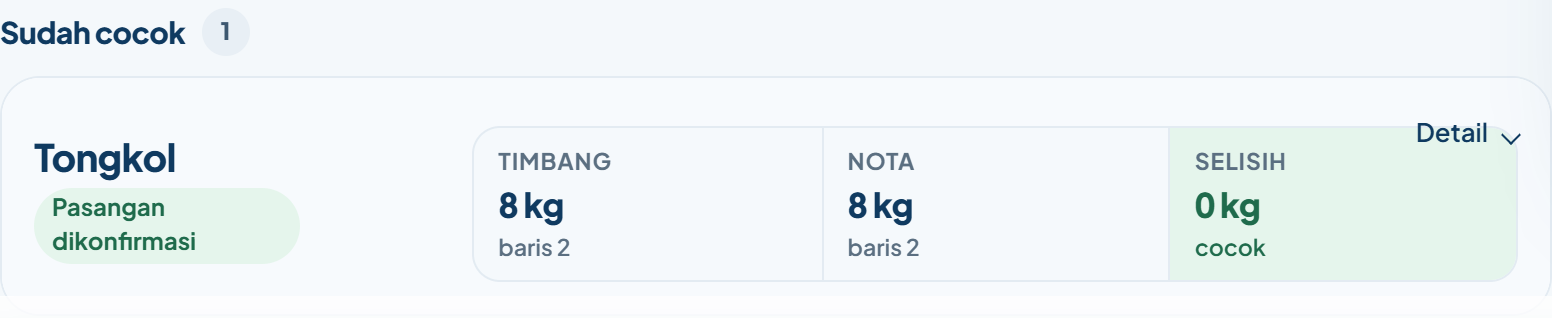 Sudah cocok 1
Detail
Tongkol
Pasangan
dikonfirmasi
TIMBANG
8 kg
baris 2
NOTA
8 kg
baris 2
SELISIH
0 kg
cocok